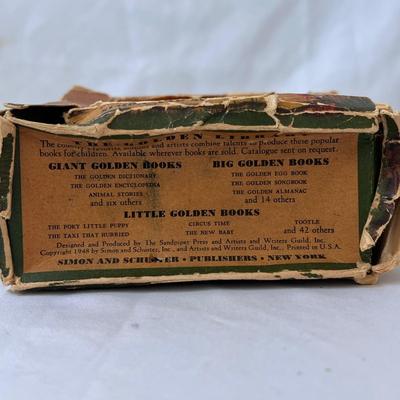 THE GOLDEN LIBRARY
The country's favorite authors and artists combine talents to produce these popular
books for children. Available wherever books are sold. Catalogue sent on request.
GIANT GOLDEN BOOKS BIG GOLDEN BOOKS
THE GOLDEN DICTIONARY THE GOLDEN EGG BOOK
THE GOLDEN ENCYCLOPEDIA THE GOLDEN SONGBOOK
ANIMAL STORIES THE GOLDEN ALMANAC
and six others and 14 others
LITTLE GOLDEN BOOKS
THE POKY LITTLE PUPPY CIRCUS TIME TOOTLE
THE TAXI THAT HURRIED THE NEW BABY and 42 others
Designed and Produced by The Sandpiper Press and Artists and Writers Guild, Inc.
Copyright 1948 by Simon and Schuster, Inc., and Artists and Writers Guild, Inc. Printed in U.S.A.
SIMON AND SCHUSTER • PUBLISHERS • NEW YORK